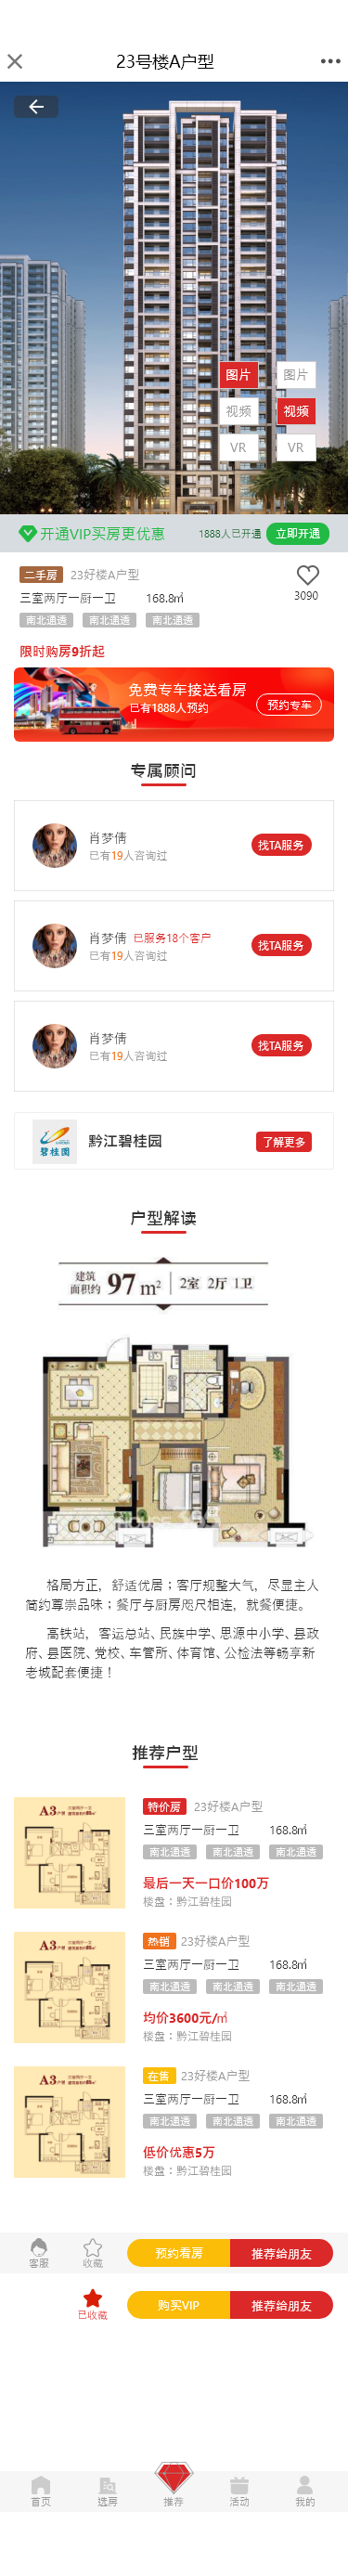 23号楼A户型
图片 图片
视频 视频
VR VR
开通VIP买房更优惠 1888人已开通 立即开通
二手房 23好楼A户型
三室两厅一厨一卫 168.8㎡ 3090
南北通透 南北通透 南北通透
限时购房9折起
免费专车接送看房
已有1888人预约 预约专车
专属顾问
肖梦倩
已有19人咨询过 找TA服务
肖梦倩 已服务18个客户
已有19人咨询过 找TA服务
肖梦倩
已有19人咨询过 找TA服务
碧桂园 黔江碧桂园 了解更多
户型解读
建筑面积约 97 m² 2室 2厅 1卫
格局方正，舒适优居；客厅规整大气，尽显主人
简约尊崇品味；餐厅与厨房咫尺相连，就餐便捷。
高铁站，客运总站、民族中学、思源中小学、县政
府、县医院、党校、车管所、体育馆、公检法等畅享新
老城配套便捷！
推荐户型
A3户型
特价房 23好楼A户型
三室两厅一厨一卫 168.8㎡
南北通透 南北通透 南北通透
最后一天一口价100万
楼盘：黔江碧桂园
A3户型
热销 23好楼A户型
三室两厅一厨一卫 168.8㎡
南北通透 南北通透 南北通透
均价3600元/㎡
楼盘：黔江碧桂园
A3户型
在售 23好楼A户型
三室两厅一厨一卫 168.8㎡
南北通透 南北通透 南北通透
低价优惠5万
楼盘：黔江碧桂园
客服 收藏 预约看房 推荐给朋友
已收藏 购买VIP 推荐给朋友
首页 选房 推荐 活动 我的